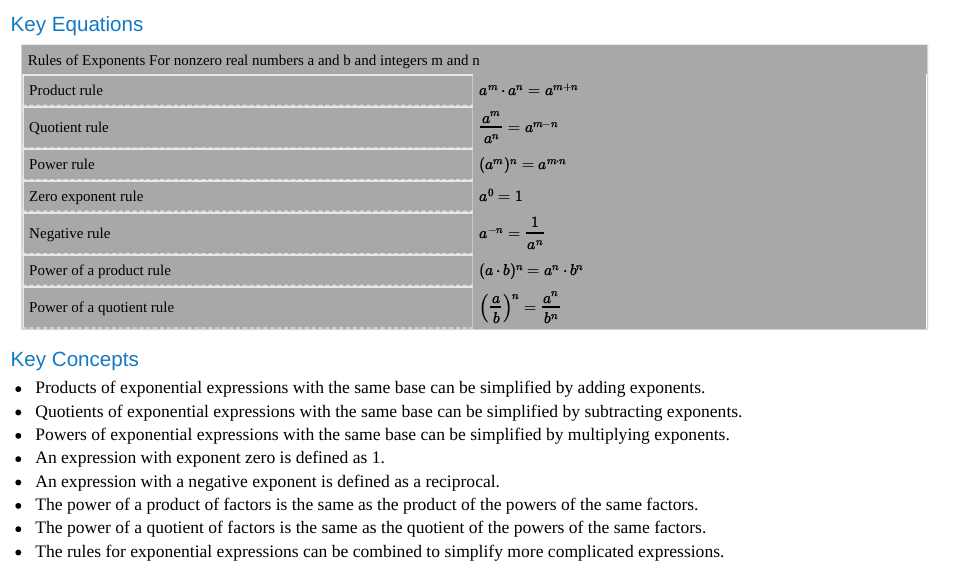 Key Equations
Rules of Exponents For nonzero real numbers a and b and integers m and n
Product rule a^m · a^n = a^{m+n}
Quotient rule \frac{a^m}{a^n} = a^{m−n}
Power rule (a^m)^n = a^{m·n}
Zero exponent rule a^0 = 1
Negative rule a^{−n} = \frac{1}{a^n}
Power of a product rule (a · b)^n = a^n · b^n
Power of a quotient rule (\frac{a}{b})^n = \frac{a^n}{b^n}
Key Concepts
• Products of exponential expressions with the same base can be simplified by adding exponents.
• Quotients of exponential expressions with the same base can be simplified by subtracting exponents.
• Powers of exponential expressions with the same base can be simplified by multiplying exponents.
• An expression with exponent zero is defined as 1.
• An expression with a negative exponent is defined as a reciprocal.
• The power of a product of factors is the same as the product of the powers of the same factors.
• The power of a quotient of factors is the same as the quotient of the powers of the same factors.
• The rules for exponential expressions can be combined to simplify more complicated expressions.